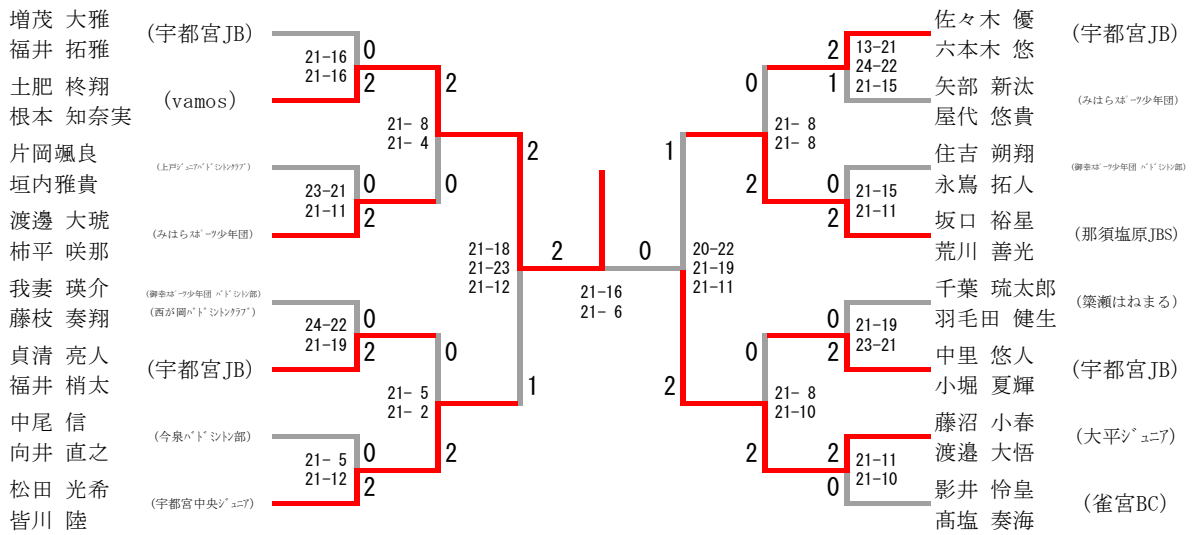 増茂 大雅
福井 拓雅
(宇都宮JB)
土肥 柊翔
根本 知奈実
(vamos)
片岡颯良
垣内雅貴
(上戸ｼﾞｭﾆｱﾊﾞﾄﾞﾐﾝﾄﾝｸﾗﾌﾞ)
渡邊 大琥
柿平 咲那
(みはらｽﾎﾟｰﾂ少年団)
我妻 瑛介
藤枝 奏翔
(御幸ｽﾎﾟｰﾂ少年団 ﾊﾞﾄﾞﾐﾝﾄﾝ部)
(西が岡ﾊﾞﾄﾞﾐﾝﾄﾝｸﾗﾌﾞ)
貞清 亮人
福井 梢太
(宇都宮JB)
中尾 信
向井 直之
(今泉ﾊﾞﾄﾞﾐﾝﾄﾝ部)
松田 光希
皆川 陸
(宇都宮中央ｼﾞｭﾆｱ)
21-16
21-16
0
2
23-21
21-11
0
2
24-22
21-19
0
2
21- 5
21-12
0
2
21- 8
21- 4
2
0
21- 5
21- 2
0
2
21-18
21-23
21-12
2
1
2
0
21-16
21- 6
20-22
21-19
21-11
1
2
21- 8
21- 8
0
2
21- 8
21-10
0
2
13-21
24-22
21-15
2
1
21-15
21-11
0
2
21-19
23-21
0
2
21-11
21-10
2
0
佐々木 優
六本木 悠
(宇都宮JB)
矢部 新汰
屋代 悠貴
(みはらｽﾎﾟｰﾂ少年団)
住吉 朔翔
永嶌 拓人
(御幸ｽﾎﾟｰﾂ少年団 ﾊﾞﾄﾞﾐﾝﾄﾝ部)
坂口 裕星
荒川 善光
(那須塩原JBS)
千葉 琉太郎
羽毛田 健生
(簗瀬はねまる)
中里 悠人
小堀 夏輝
(宇都宮JB)
藤沼 小春
渡邉 大悟
(大平ｼﾞｭﾆｱ)
影井 怜皇
髙塩 奏海
(雀宮BC)